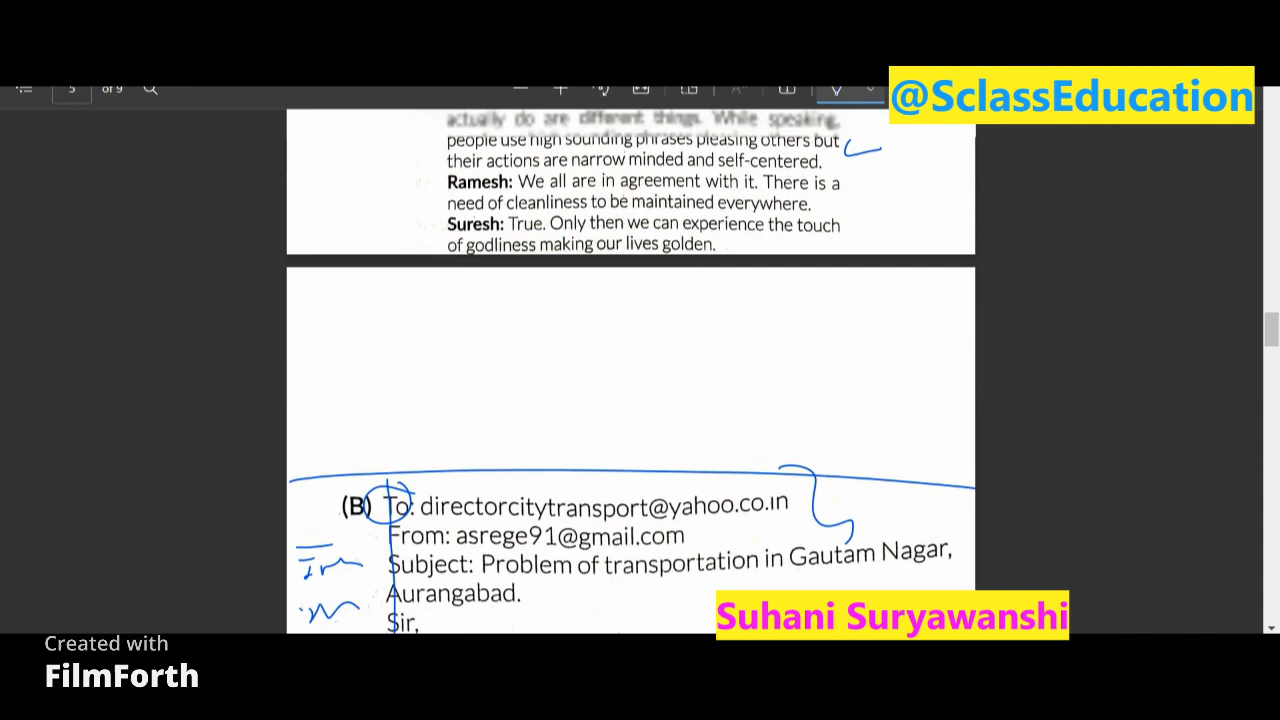 5 of 9
@SclassEducation
actually do are different things. While speaking,
people use high sounding phrases pleasing others but
their actions are narrow minded and self-centered.
Ramesh: We all are in agreement with it. There is a
need of cleanliness to be maintained everywhere.
Suresh: True. Only then we can experience the touch
of godliness making our lives golden.
(B) To: directorcitytransport@yahoo.co.in
From: asrege91@gmail.com
Subject: Problem of transportation in Gautam Nagar,
Aurangabad.
Sir,
Suhani Suryawanshi
Created with
FilmForth